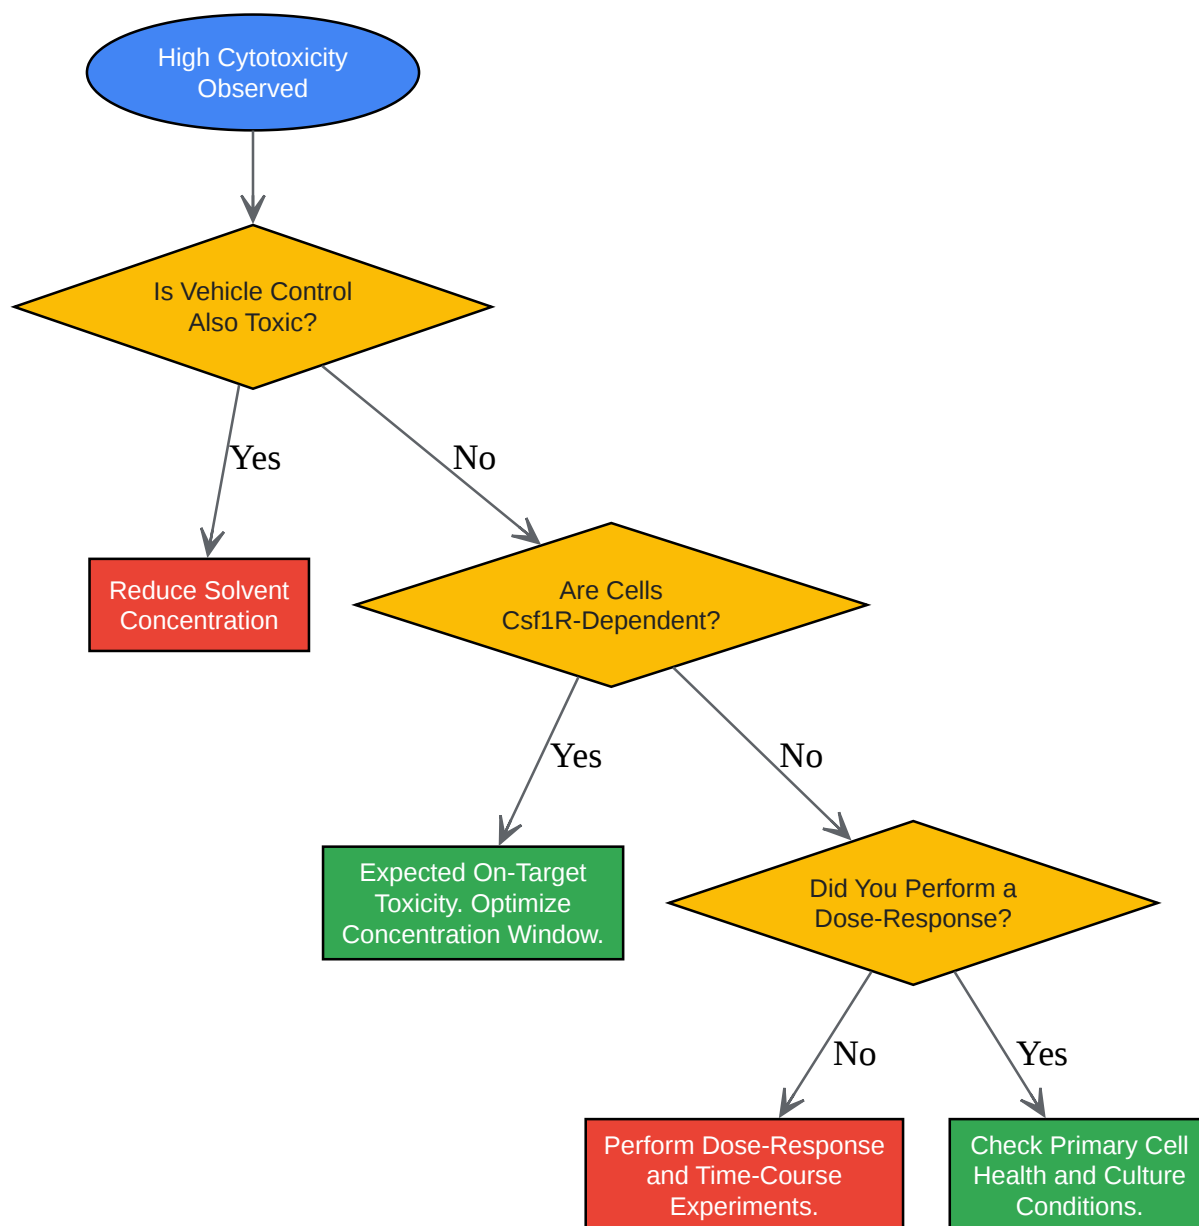 High Cytotoxicity
Observed
Is Vehicle Control
Also Toxic?
Yes
No
Reduce Solvent
Concentration
Are Cells
Csf1R-Dependent?
Yes
No
Expected On-Target
Toxicity. Optimize
Concentration Window.
Did You Perform a
Dose-Response?
No
Yes
Perform Dose-Response
and Time-Course
Experiments.
Check Primary Cell
Health and Culture
Conditions.